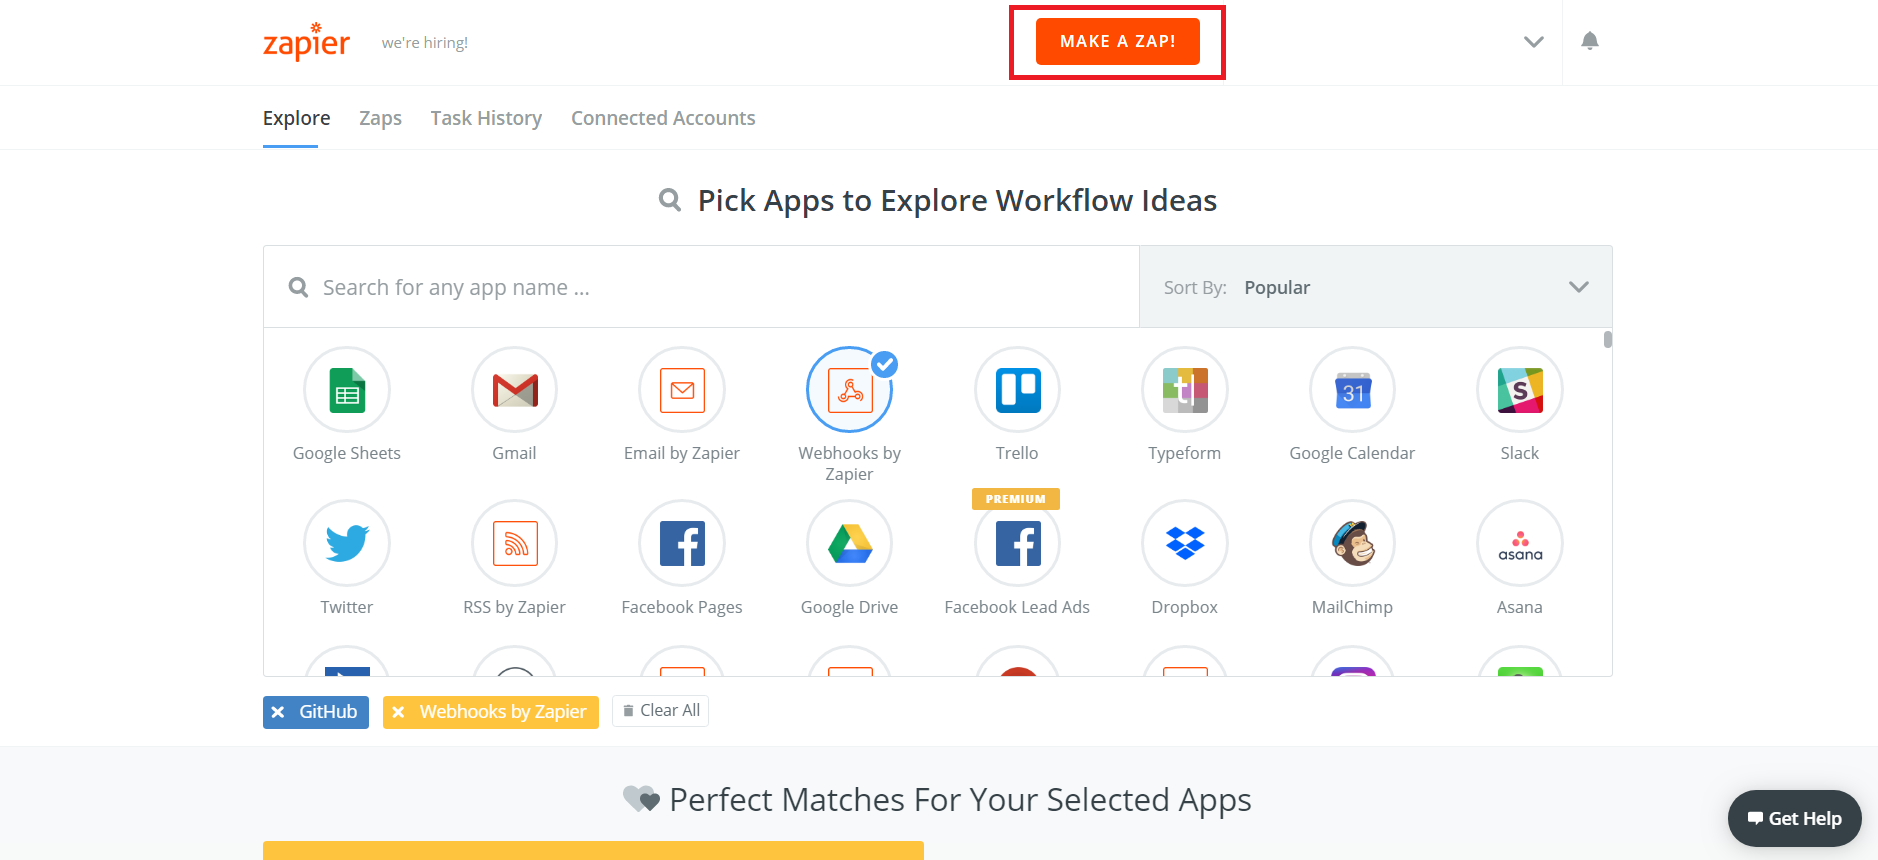 zapier
we're hiring!
MAKE A ZAP!
Explore
Zaps
Task History
Connected Accounts
Pick Apps to Explore Workflow Ideas
Search for any app name ...
Sort By: Popular
Google Sheets
Gmail
Email by Zapier
Webhooks by
Zapier
Trello
tl
Typeform
31
Google Calendar
S
Slack
Twitter
RSS by Zapier
f
Facebook Pages
Google Drive
PREMIUM
f
Facebook Lead Ads
Dropbox
MailChimp
asana
Asana
GitHub
Webhooks by Zapier
Clear All
Perfect Matches For Your Selected Apps
Get Help